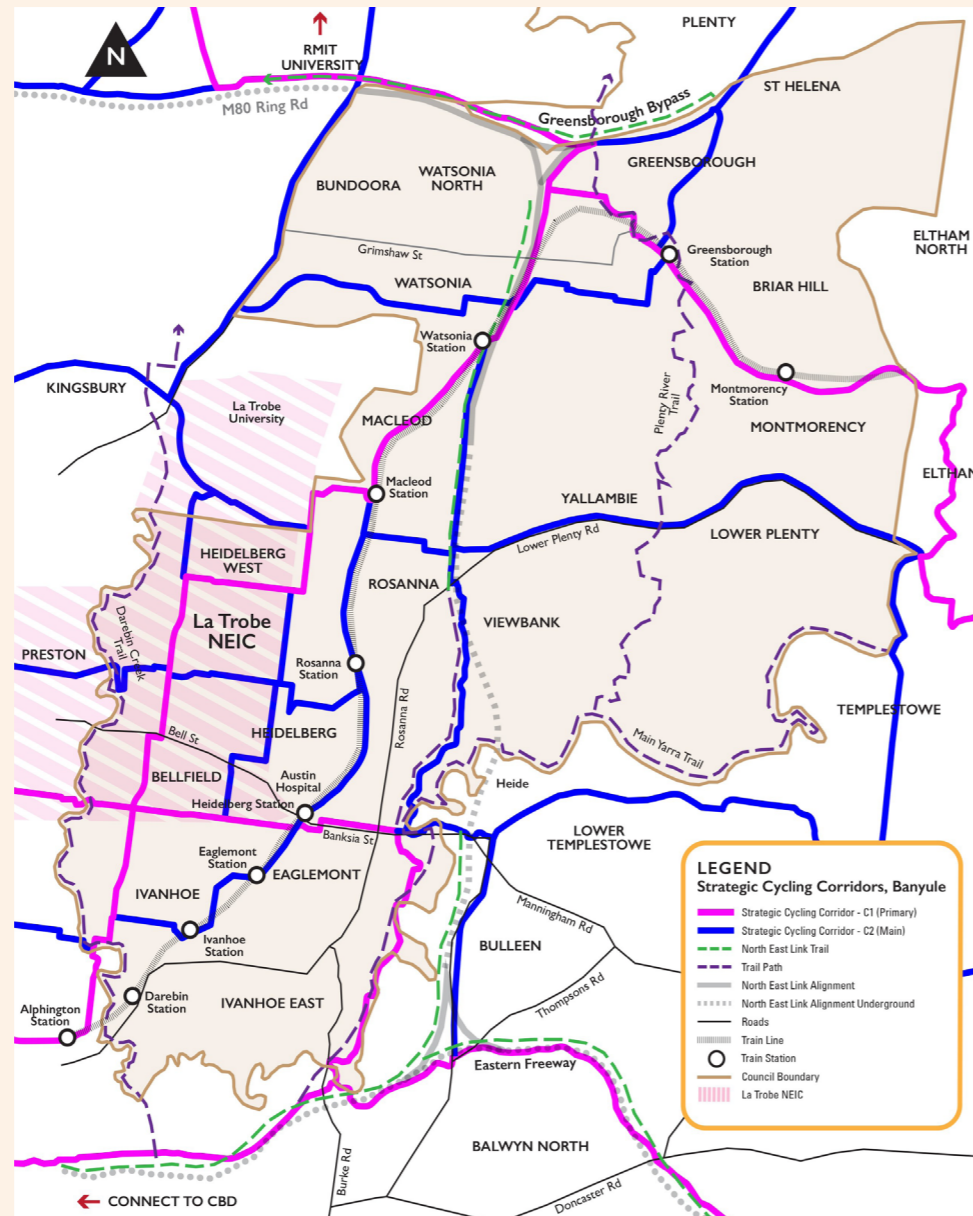 PLENTY
N
RMIT
UNIVERSITY
M80 Ring Rd
ST HELENA
Greensborough Bypass
GREENSBOROUGH
WATSONIA
NORTH
BUNDOORA
ELTHAM
NORTH
Grimshaw St
Greensborough
Station
WATSONIA
BRIAR HILL
Watsonia
Station
KINGSBURY
La Trobe
University
MACLEOD
Plenty River
Trail
Montmorency
Station
MONTMORENCY
ELTHAM
Macleod
Station
YALLAMBIE
Lower Plenty Rd
LOWER PLENTY
HEIDELBERG
WEST
ROSANNA
La Trobe
NEIC
VIEWBANK
Darebin Creek
Trail
PRESTON
Rosanna
Station
Rosanna Rd
TEMPLESTOWE
Bell St
HEIDELBERG
Main Yarra Trail
BELLFIELD
Austin
Hospital
Heide
Heidelberg Station
Banksia St
LOWER
TEMPLESTOWE
Eaglemont
Station
EAGLEMONT
IVANHOE
Manningham Rd
Ivanhoe
Station
BULLEEN
Thompsons Rd
Darebin
Station
IVANHOE EAST
Alphington
Station
Eastern Freeway
BALWYN NORTH
Burke Rd
Doncaster Rd
CONNECT TO CBD
LEGEND
Strategic Cycling Corridors, Banyule
Strategic Cycling Corridor - C1 (Primary)
Strategic Cycling Corridor - C2 (Main)
North East Link Trail
Trail Path
North East Link Alignment
North East Link Alignment Underground
Roads
Train Line
Train Station
Council Boundary
La Trobe NEIC